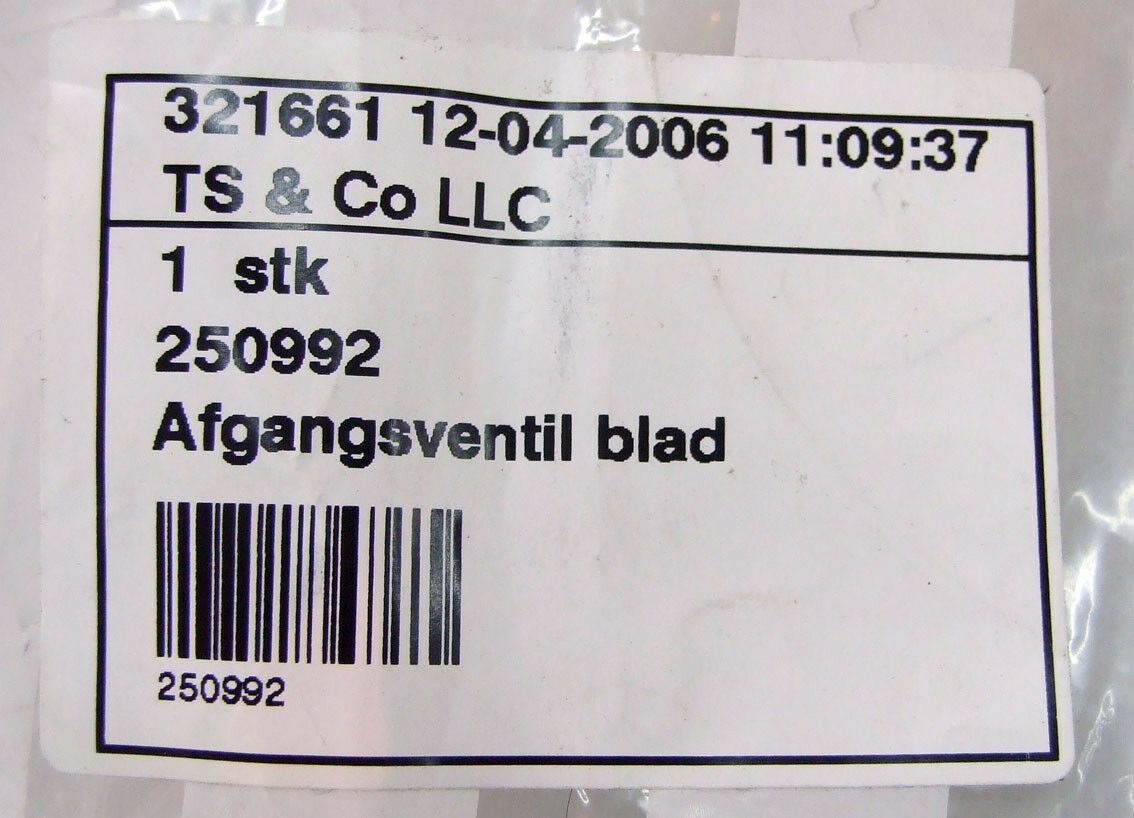 321661 12-04-2006 11:09:37
TS & Co LLC
1 stk
250992
Afgangsventil blad
250992